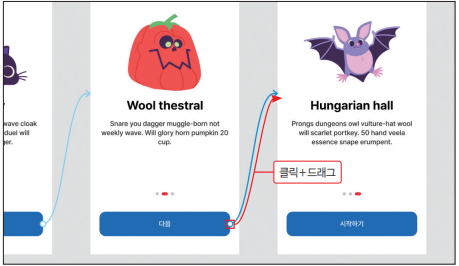 wave cloak
duel will
ger.
Wool thestral
Snare you dagger muggle-born not
weekly wave. Will glory horn pumpkin 20
cup.
다음
Hungarian hall
Prongs dungeons owl vulture-hat wool
will scarlet portkey. 50 hand veela
essence snape erumpent.
클릭+드래그
시작하기